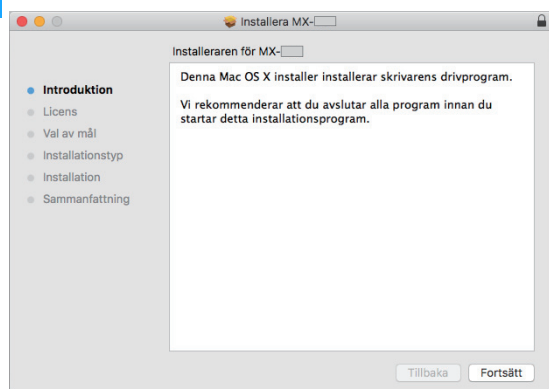 Installera MX-
Installeraren för MX-
Introduktion
Licens
Val av mål
Installationstyp
Installation
Sammanfattning
Denna Mac OS X installer installerar skrivarens drivprogram.
Vi rekommenderar att du avslutar alla program innan du
startar detta installationsprogram.
Tillbaka
Fortsätt